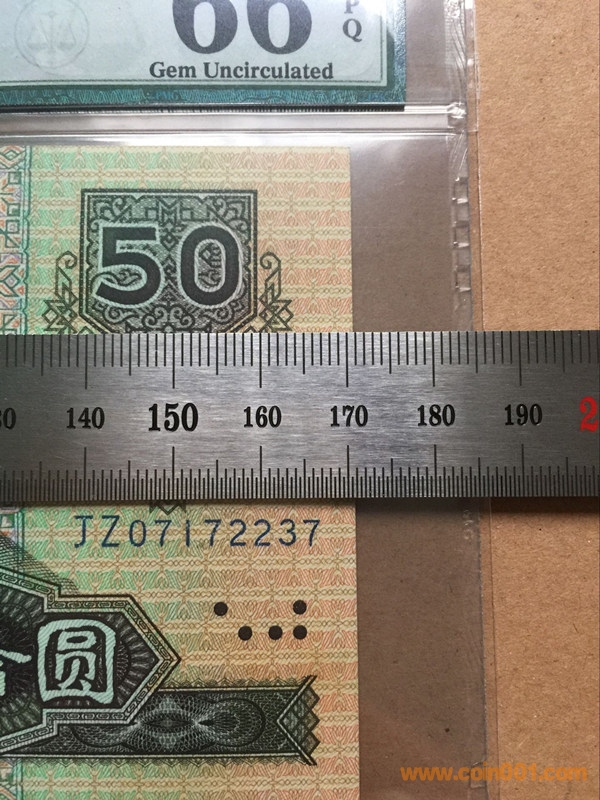 66
PQ
Gem Uncirculated
50
140 150 160 170 180 190
JZ07172237
圆
www.coin001.com